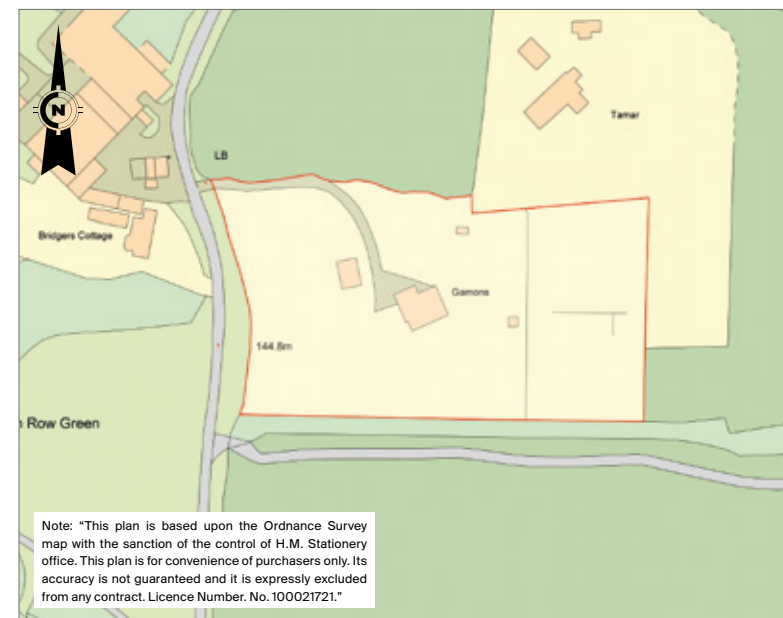 N
LB
Tamar
Bridgers Cottage
Gamons
144.8m
Row Green
Note: “This plan is based upon the Ordnance Survey
map with the sanction of the control of H.M. Stationery
office. This plan is for convenience of purchasers only. Its
accuracy is not guaranteed and it is expressly excluded
from any contract. Licence Number. No. 100021721.”